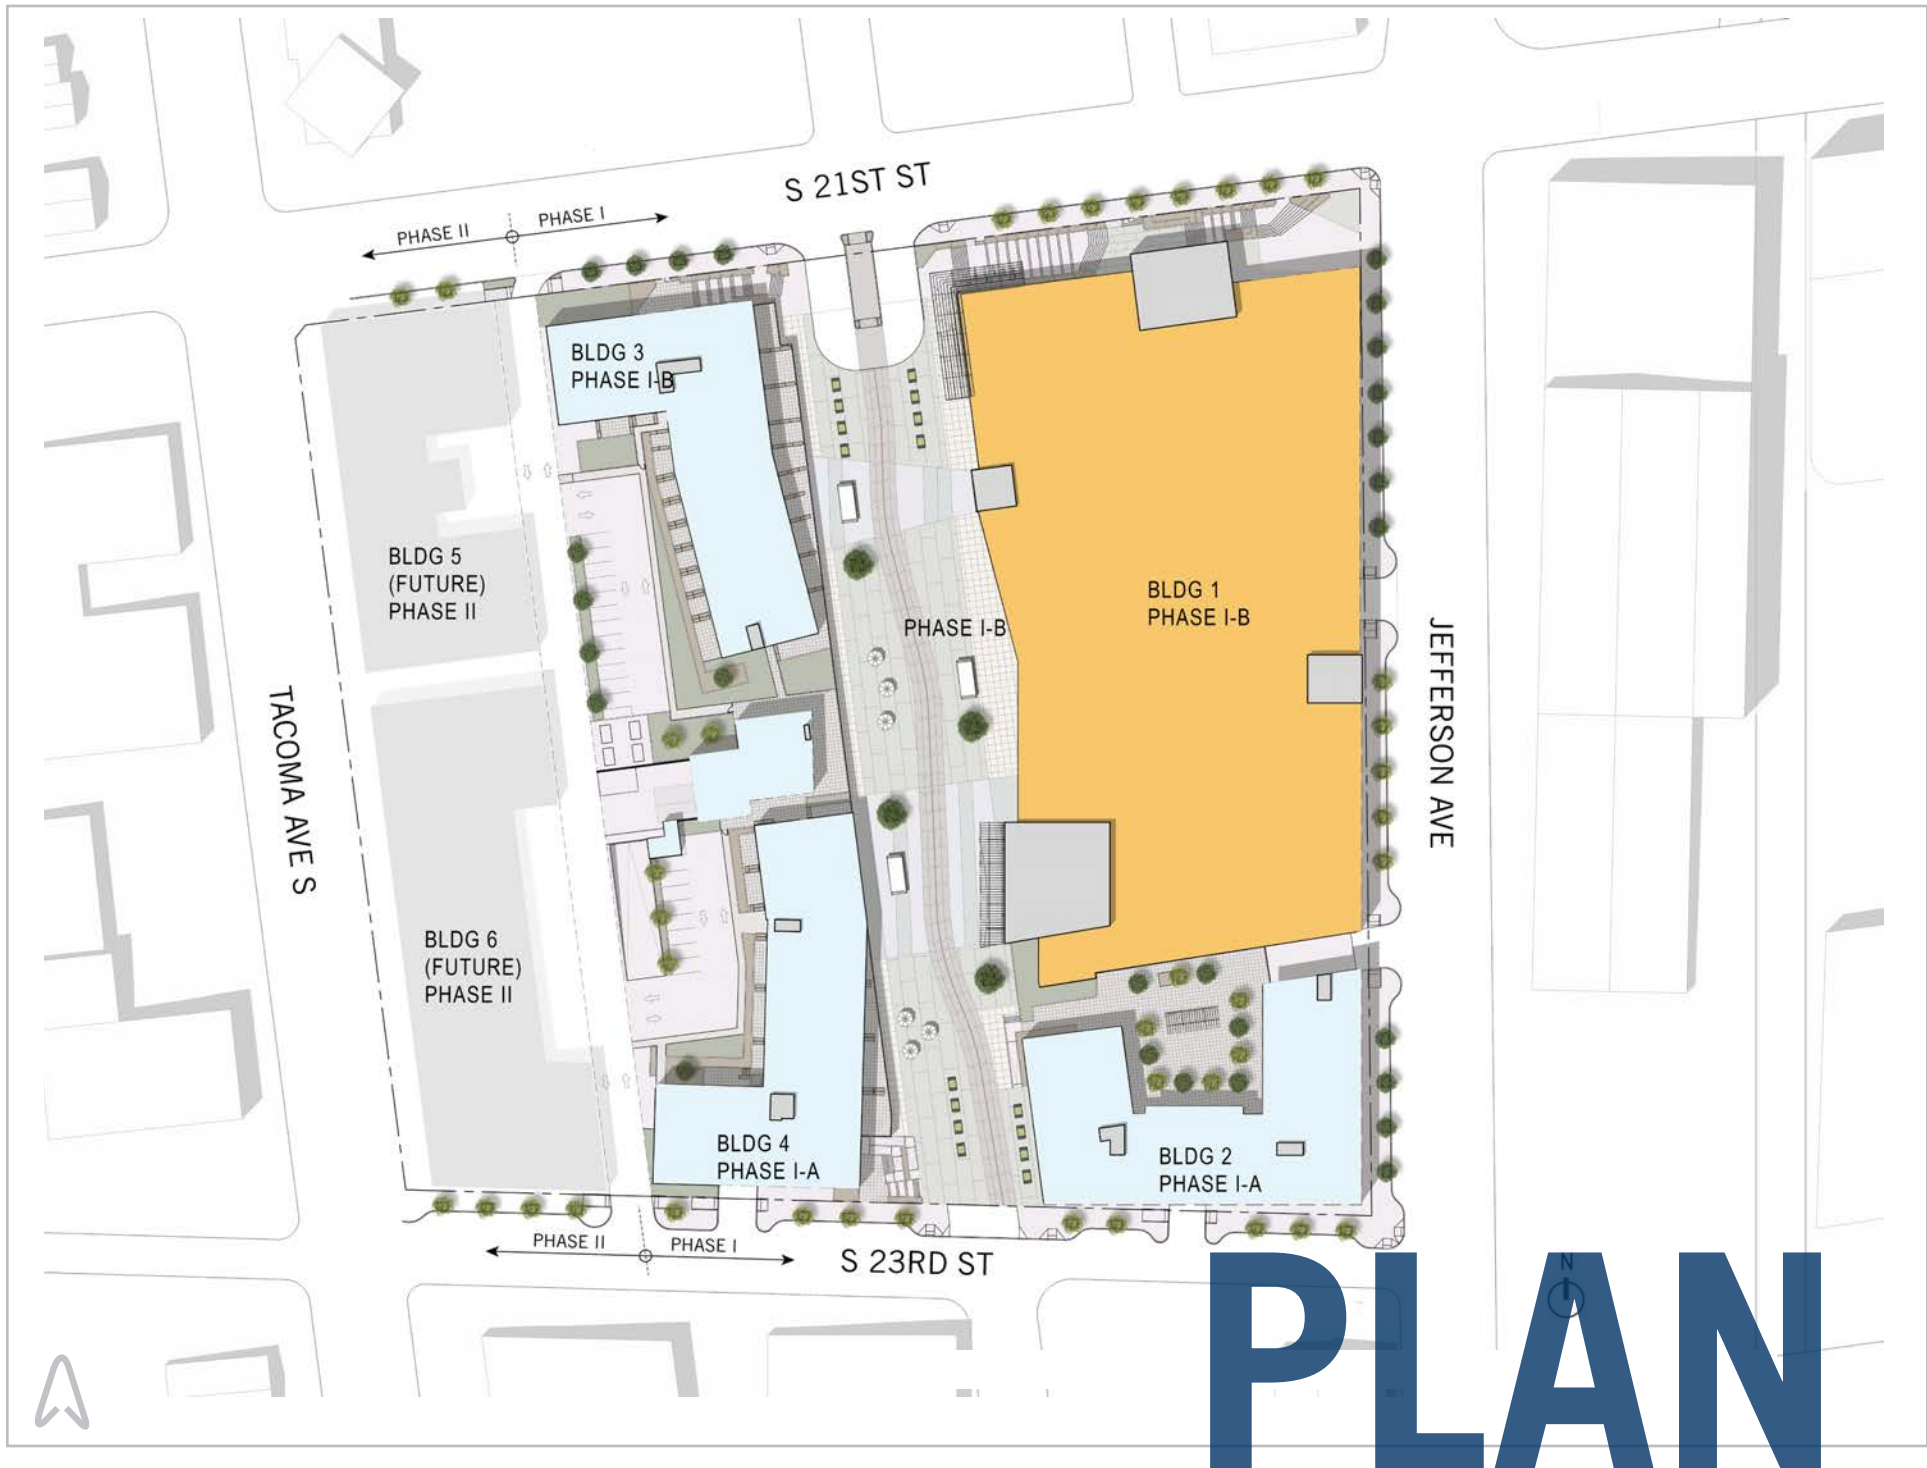 S 21ST ST
PHASE II
PHASE I
BLDG 3
PHASE I-B
BLDG 5
(FUTURE)
PHASE II
BLDG 1
PHASE I-B
PHASE I-B
JEFFERSON AVE
TACOMA AVE S
BLDG 6
(FUTURE)
PHASE II
BLDG 4
PHASE I-A
BLDG 2
PHASE I-A
PHASE II
PHASE I
S 23RD ST
N
PLAN